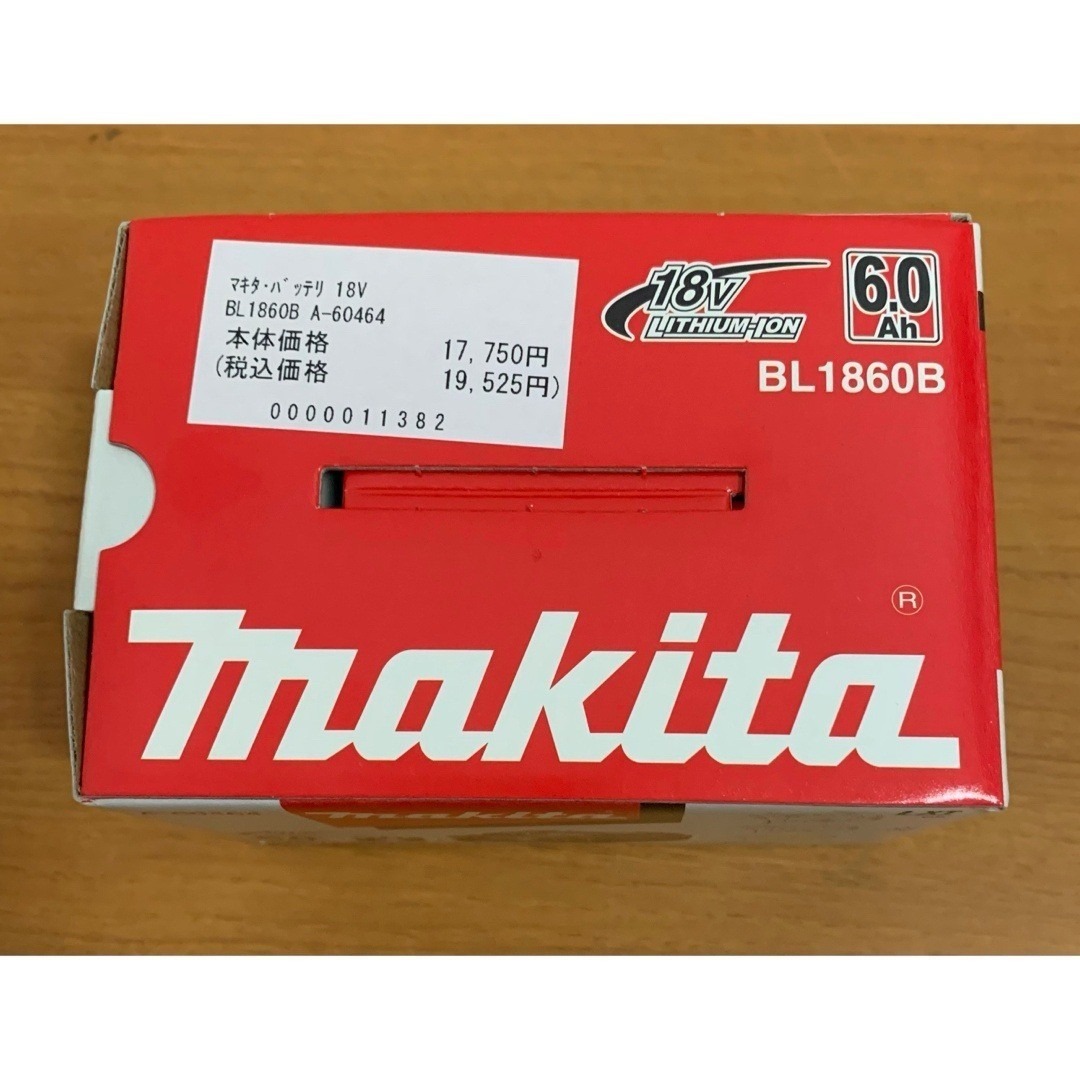 マキタ・バッテリ 18V
BL1860B A-60464
本体価格 17,750円
(税込価格 19,525円)
0000011382
18V
LITHIUM-ION
6.0
Ah
BL1860B
®
makita
makita